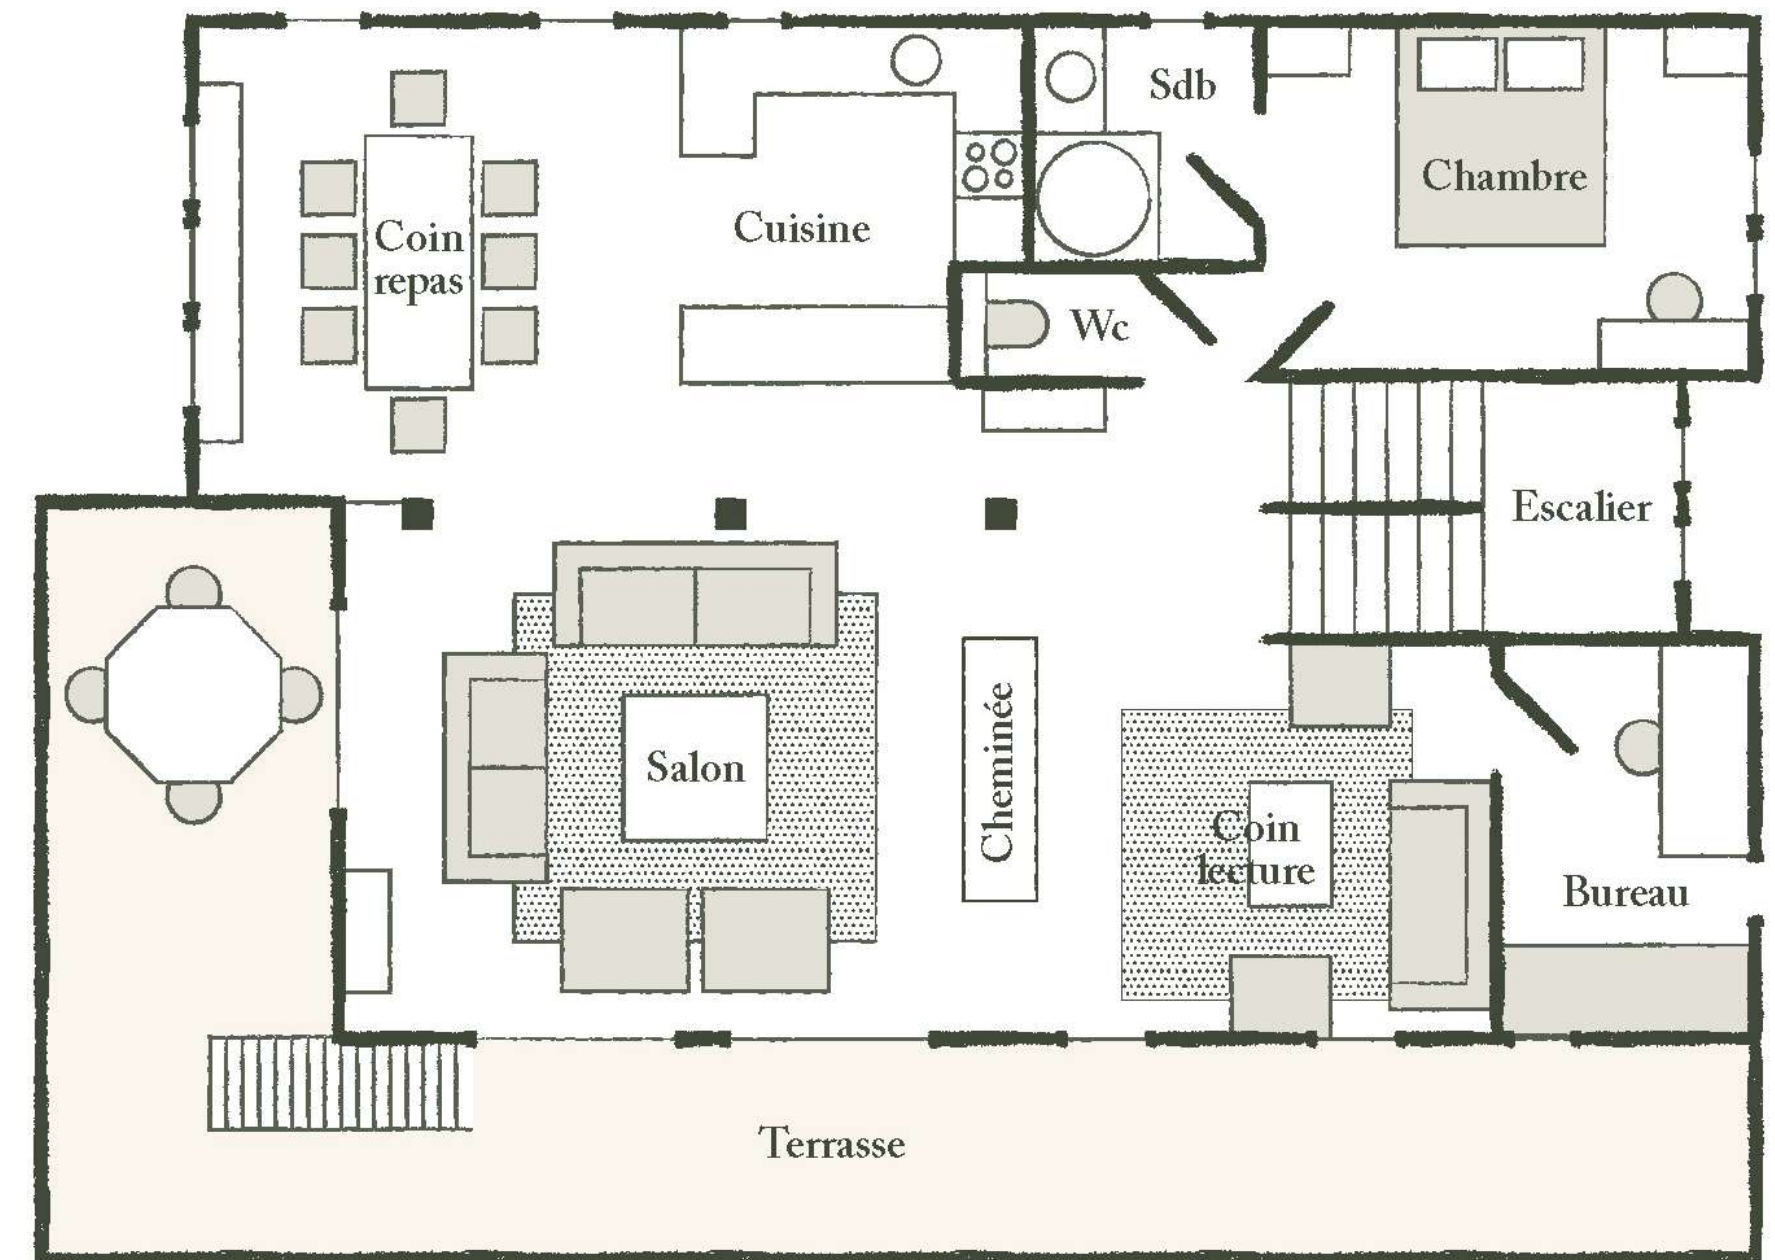 Sdb
Chambre
Coin
repas
Cuisine
Wc
Escalier
Salon
Cheminée
Coin
lecture
Bureau
Terrasse